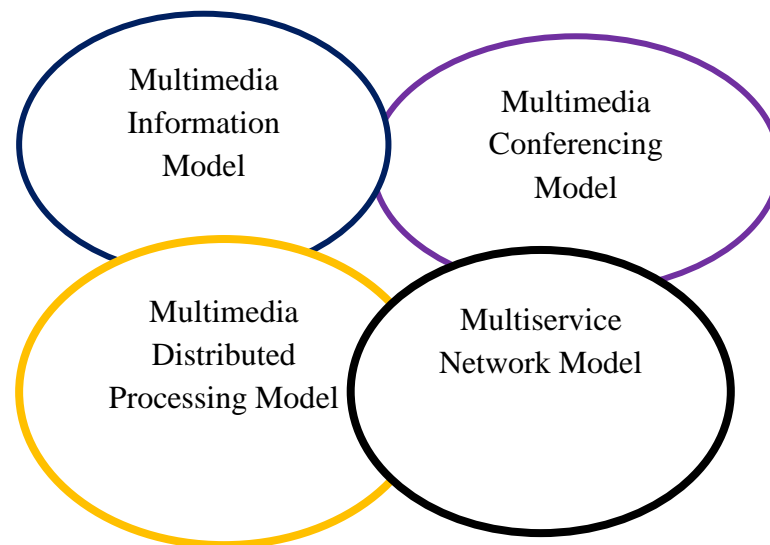 Multimedia
Information
Model
Multimedia
Conferencing
Model
Multimedia
Distributed
Processing Model
Multiservice
Network Model